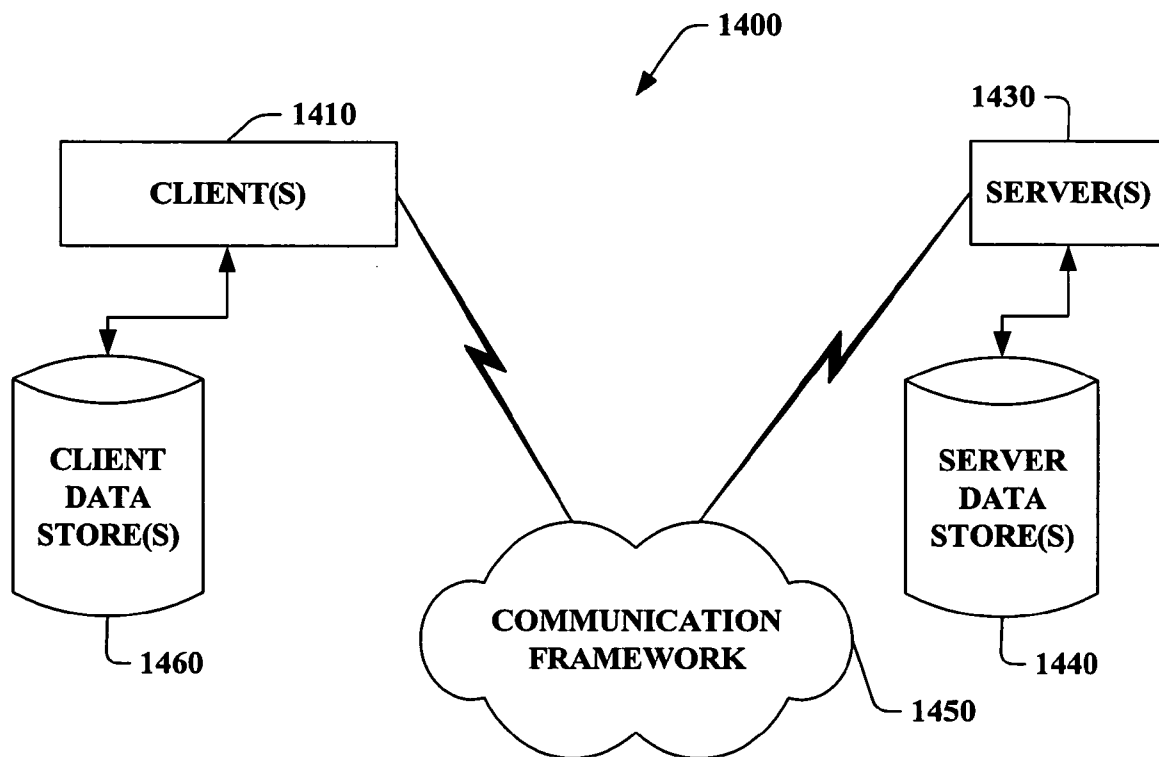 1400
1410
1430
CLIENT(S)
SERVER(S)
CLIENT
DATA
STORE(S)
SERVER
DATA
STORE(S)
COMMUNICATION
FRAMEWORK
1460
1440
1450